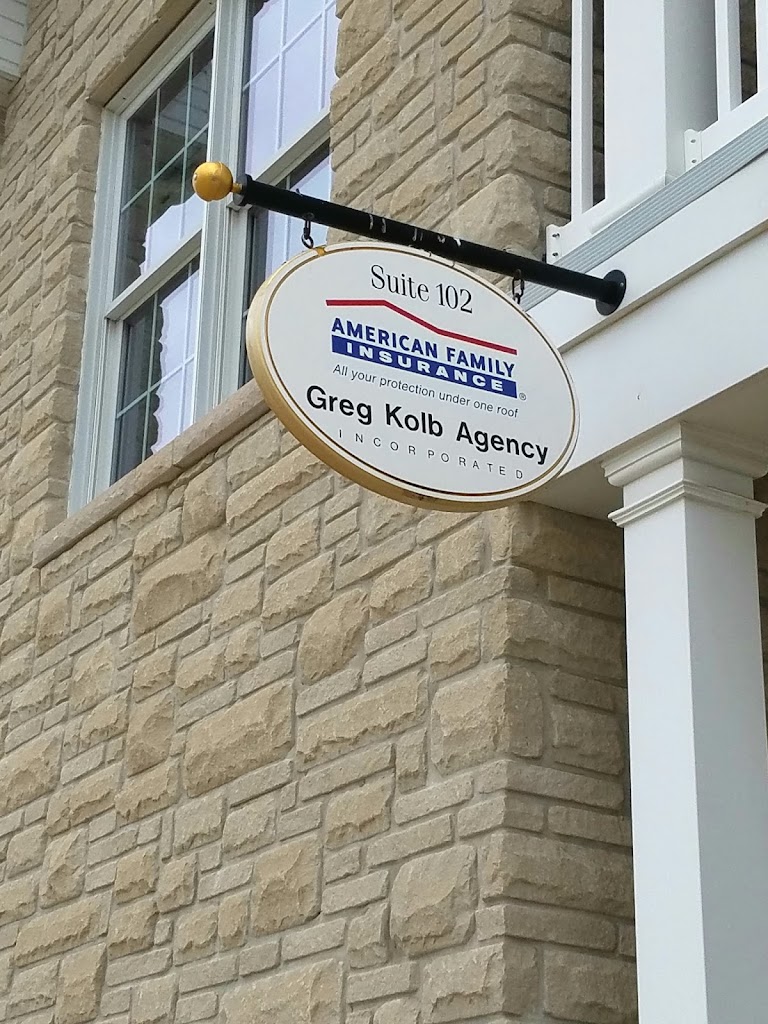 Suite 102
AMERICAN FAMILY
INSURANCE ®
All your protection under one roof
Greg Kolb Agency
INCORPORATED